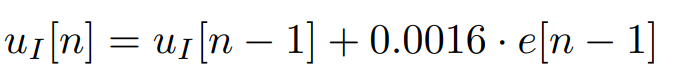 u_I[n] = u_I[n − 1] + 0.0016 · e[n − 1]